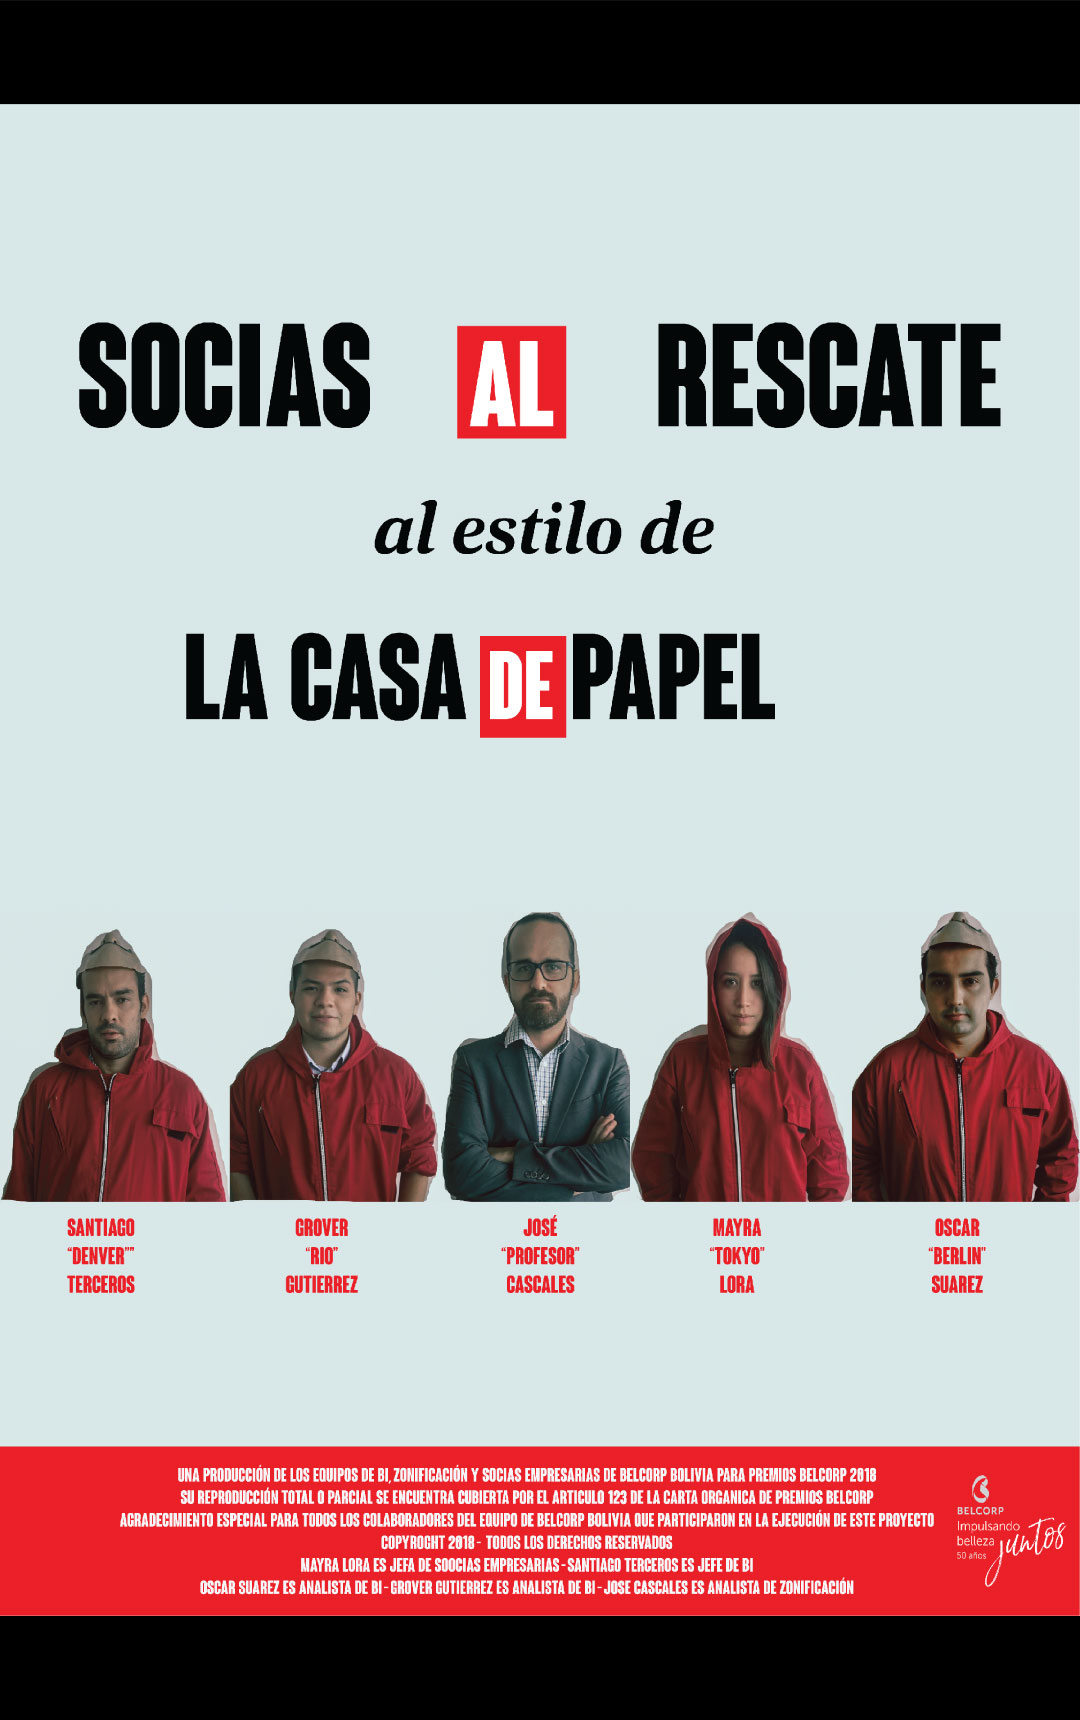 SOCIAS AL RESCATE
al estilo de
LA CASA DE PAPEL
SANTIAGO
“DENVER””
TERCEROS
GROVER
“RIO”
GUTIERREZ
JOSÉ
“PROFESOR”
CASCALES
MAYRA
“TOKYO”
LORA
OSCAR
“BERLIN”
SUAREZ
UNA PRODUCCIÓN DE LOS EQUIPOS DE BI, ZONIFICACIÓN Y SOCIAS EMPRESARIAS DE BELCORP BOLIVIA PARA PREMIOS BELCORP 2018
SU REPRODUCCIÓN TOTAL O PARCIAL SE ENCUENTRA CUBIERTA POR EL ARTICULO 123 DE LA CARTA ORGANICA DE PREMIOS BELCORP
AGRADECIMIENTO ESPECIAL PARA TODOS LOS COLABORADORES DEL EQUIPO DE BELCORP BOLIVIA QUE PARTICIPARON EN LA EJECUCIÓN DE ESTE PROYECTO
COPYROGHT 2018 - TODOS LOS DERECHOS RESERVADOS
MAYRA LORA ES JEFA DE SOOCIAS EMPRESARIAS - SANTIAGO TERCEROS ES JEFE DE BI
OSCAR SUAREZ ES ANALISTA DE BI - GROVER GUTIERREZ ES ANALISTA DE BI - JOSE CASCALES ES ANALISTA DE ZONIFICACIÓN
BELCORP
Impulsando
belleza juntos
50 años